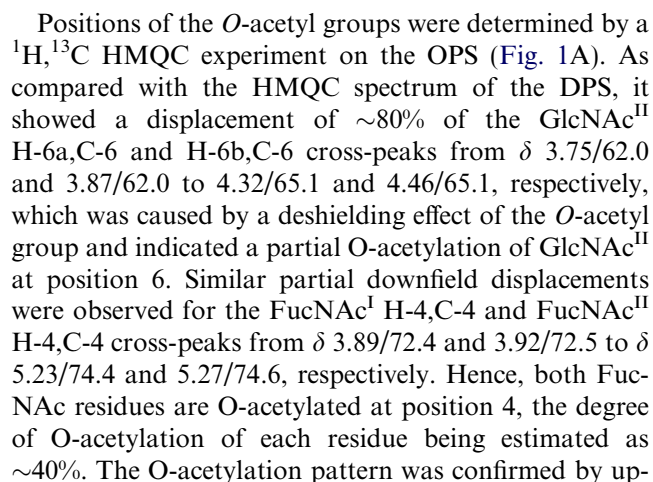 Positions of the O-acetyl groups were determined by a
¹H,¹³C HMQC experiment on the OPS (Fig. 1A). As
compared with the HMQC spectrum of the DPS, it
showed a displacement of ∼80% of the GlcNAcᴵᴵ
H-6a,C-6 and H-6b,C-6 cross-peaks from δ 3.75/62.0
and 3.87/62.0 to 4.32/65.1 and 4.46/65.1, respectively,
which was caused by a deshielding effect of the O-acetyl
group and indicated a partial O-acetylation of GlcNAcᴵᴵ
at position 6. Similar partial downfield displacements
were observed for the FucNAcᴵ H-4,C-4 and FucNAcᴵᴵ
H-4,C-4 cross-peaks from δ 3.89/72.4 and 3.92/72.5 to δ
5.23/74.4 and 5.27/74.6, respectively. Hence, both Fuc-
NAc residues are O-acetylated at position 4, the degree
of O-acetylation of each residue being estimated as
∼40%. The O-acetylation pattern was confirmed by up-